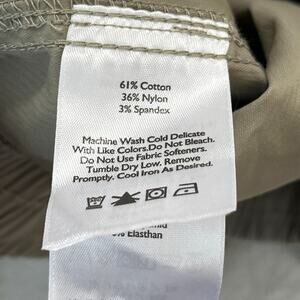 61% Cotton
36% Nylon
3% Spandex
Machine Wash Cold Delicate
With Like Colors.Do Not Bleach.
Do Not Use Fabric Softeners.
Tumble Dry Low, Remove
Promptly, Cool Iron As Desired.
% Elasthan